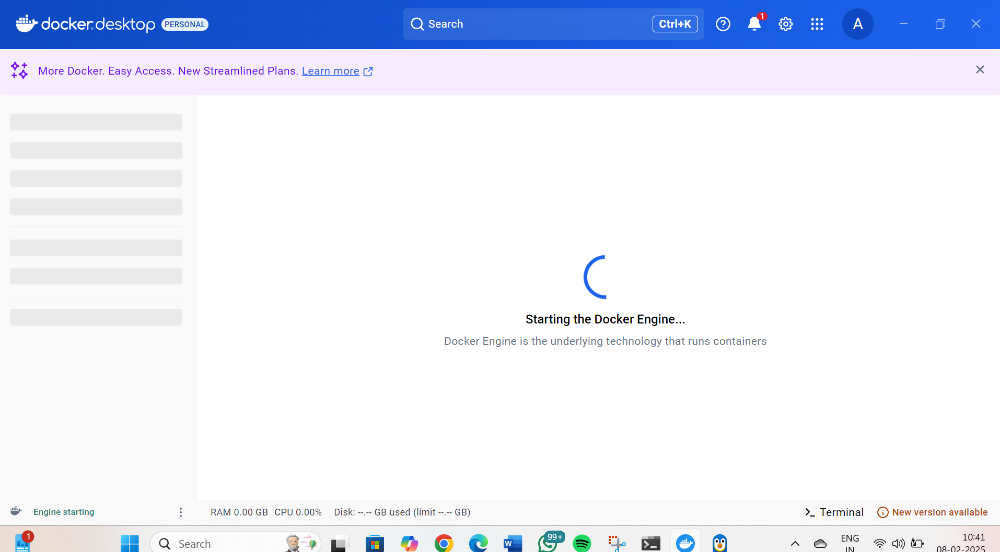 docker desktop PERSONAL
Search Ctrl+K
1
A
More Docker. Easy Access. New Streamlined Plans. Learn more
Starting the Docker Engine...
Docker Engine is the underlying technology that runs containers
Engine starting
RAM 0.00 GB CPU 0.00% Disk: --.-- GB used (limit --.-- GB)
Terminal
New version available
1
Search
W
99+
ENG
IN
10:41
08-02-2025